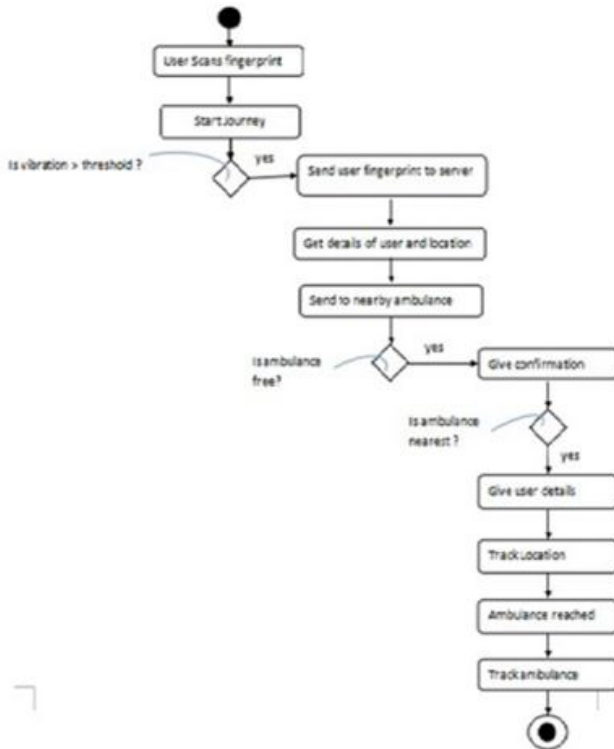 User Scans fingerprint
Start Journey
Is vibration > threshold ?
yes
Send user fingerprint to server
Get details of user and location
Send to nearby ambulance
Is ambulance
free?
yes
Give confirmation
Is ambulance
nearest ?
yes
Give user details
Track Location
Ambulance reached
Track ambulance